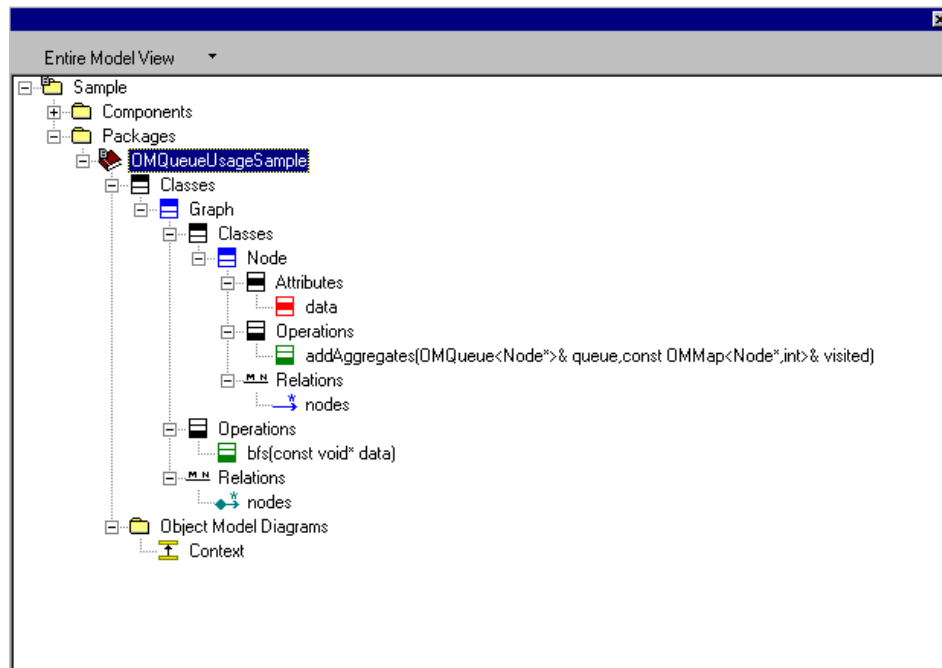 Entire Model View
Sample
Components
Packages
OMQueueUsageSample
Classes
Graph
Classes
Node
Attributes
data
Operations
addAggregates(OMQueue<Node*>& queue,const OMMap<Node*,int>& visited)
M N Relations
nodes
Operations
bfs(const void* data)
M N Relations
nodes
Object Model Diagrams
Context